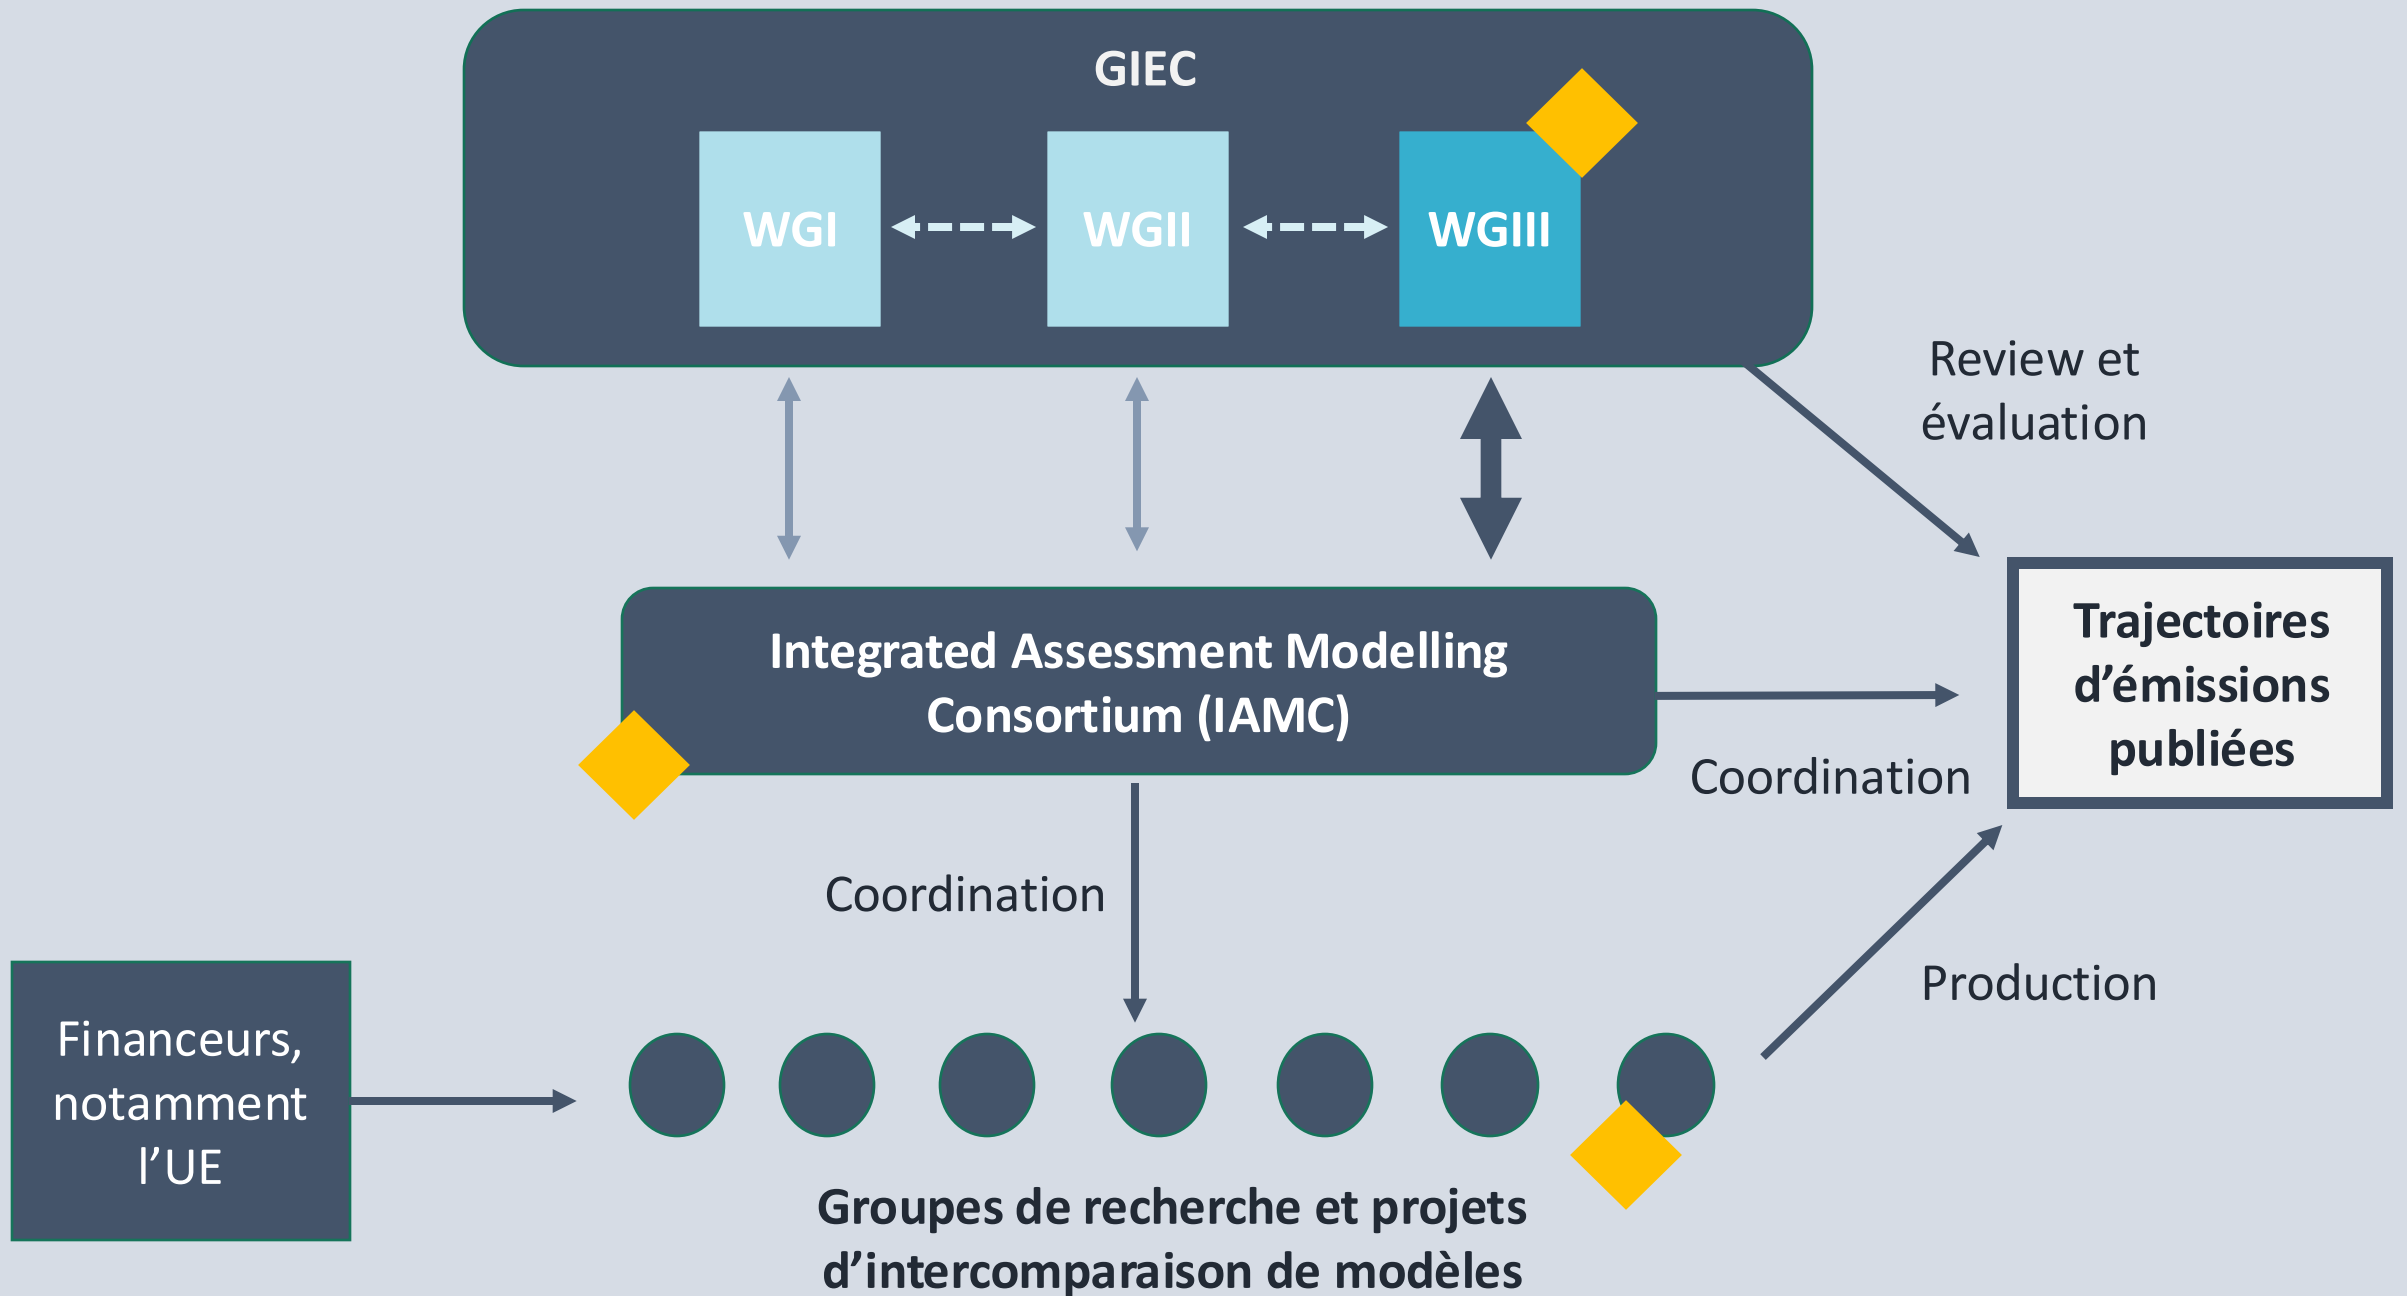 GIEC
WGI
WGII
WGIII
Review et
évaluation
Integrated Assessment Modelling
Consortium (IAMC)
Trajectoires
d’émissions
publiées
Coordination
Coordination
Production
Financeurs,
notamment
l’UE
Groupes de recherche et projets
d’intercomparaison de modèles